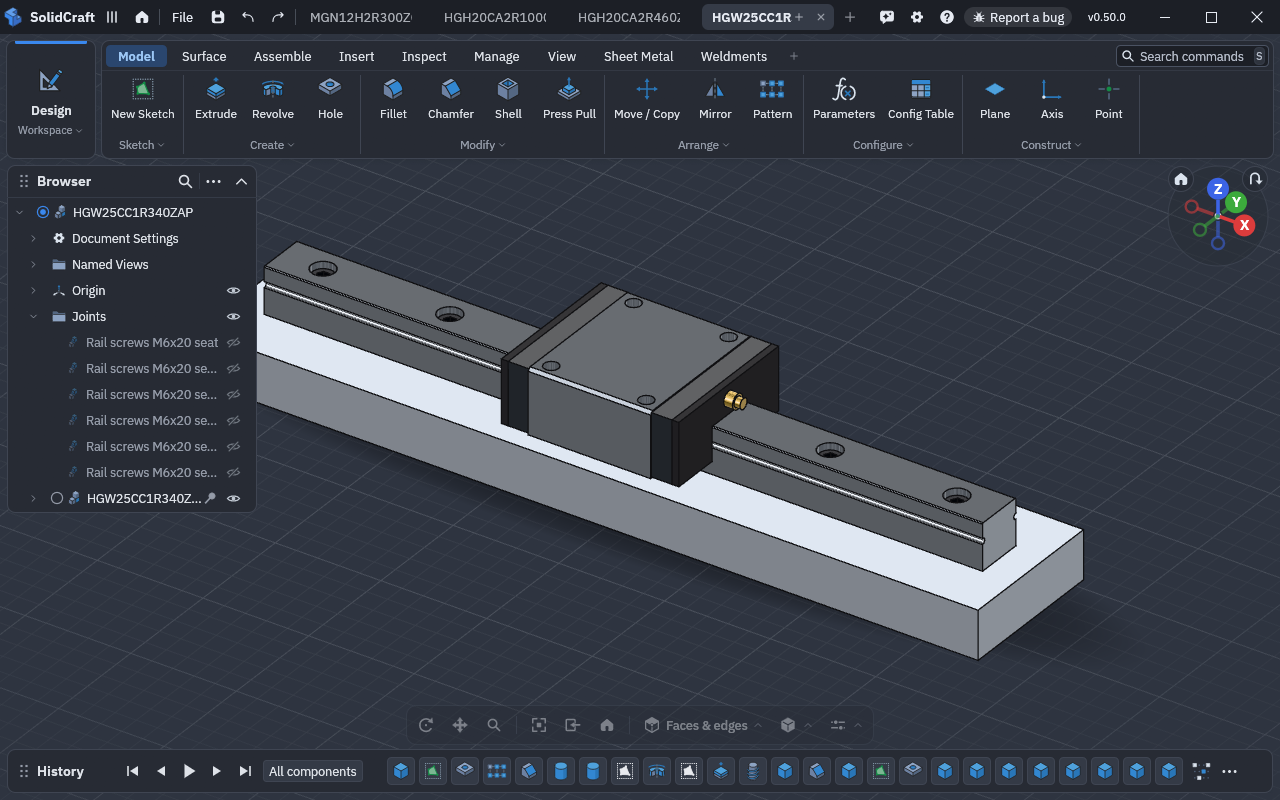 SolidCraft
File
MGN12H2R300Z
HGH20CA2R100
HGH20CA2R460Z
HGW25CC1R
Report a bug
v0.50.0
Design
Workspace
Model
Surface
Assemble
Insert
Inspect
Manage
View
Sheet Metal
Weldments
Search commands
S
New Sketch
Extrude
Revolve
Hole
Fillet
Chamfer
Shell
Press Pull
Move / Copy
Mirror
Pattern
Parameters
Config Table
Plane
Axis
Point
Sketch
Create
Modify
Arrange
Configure
Construct
Browser
HGW25CC1R340ZAP
Document Settings
Named Views
Origin
Joints
Rail screws M6x20 seat
Rail screws M6x20 se...
Rail screws M6x20 se...
Rail screws M6x20 se...
Rail screws M6x20 se...
Rail screws M6x20 se...
HGW25CC1R340Z...
Z
Y
X
Faces & edges
History
All components